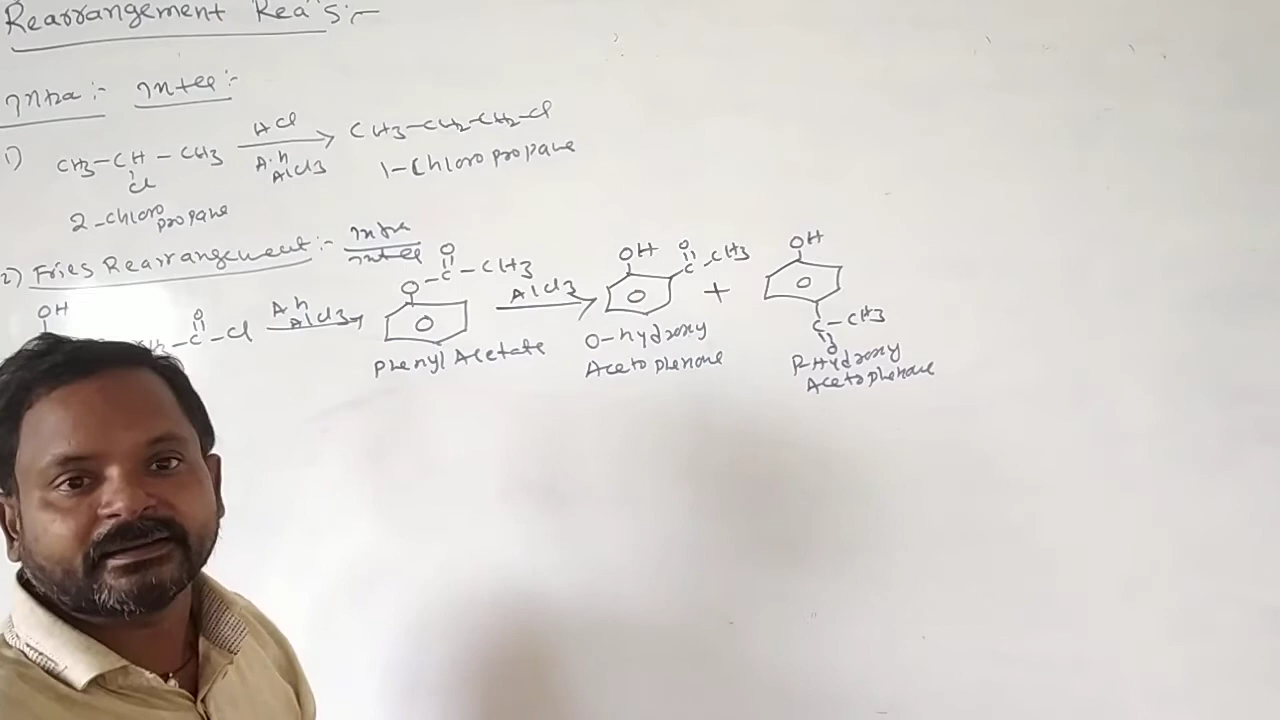 Rearrangement Rea^n s:-
Intra:- Inter:-
1) CH3-CH-CH3 HCl CH3-CH2-CH2-Cl
Cl A.h AlCl3 1-Chloro propane
2-chloro propane
2) Fries Rearrangement:- Intra Inter
OH O O-C-CH3 OH O C-CH3 OH
O -C-Cl A.h AlCl3 AlCl3 +
Phenyl Acetate O-hydroxy Acetophenone
C-CH3
O
P-Hydroxy
Acetophenone